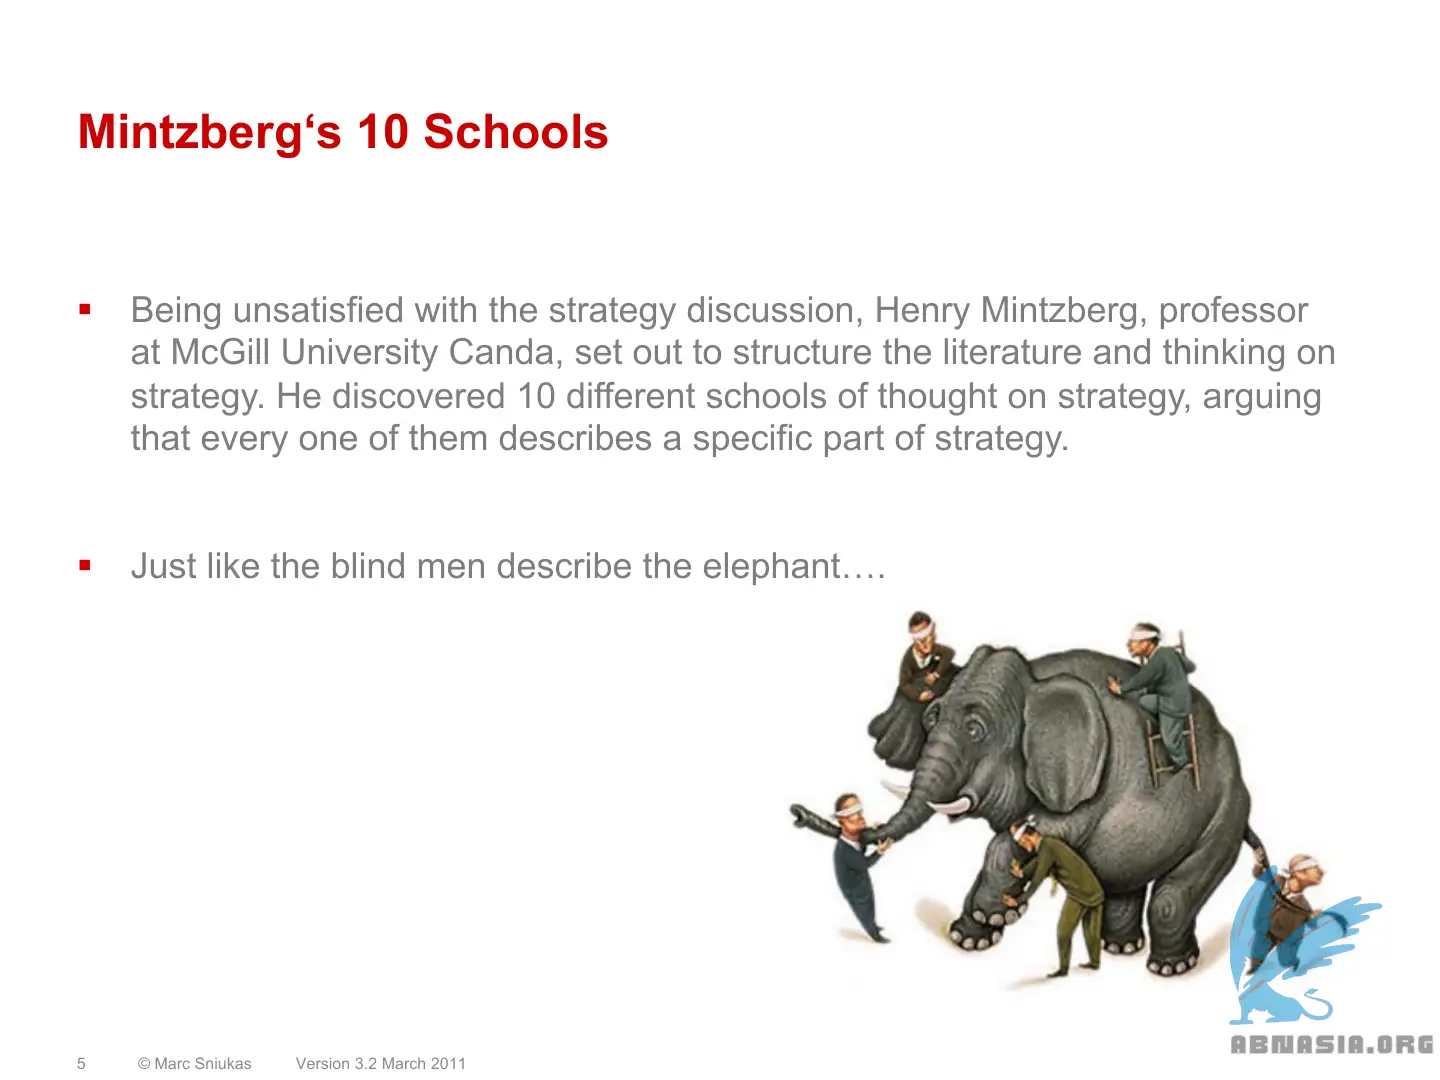 Mintzberg‘s 10 Schools
▪ Being unsatisfied with the strategy discussion, Henry Mintzberg, professor
at McGill University Canda, set out to structure the literature and thinking on
strategy. He discovered 10 different schools of thought on strategy, arguing
that every one of them describes a specific part of strategy.
▪ Just like the blind men describe the elephant….
ABNASIA.ORG
5 © Marc Sniukas Version 3.2 March 2011